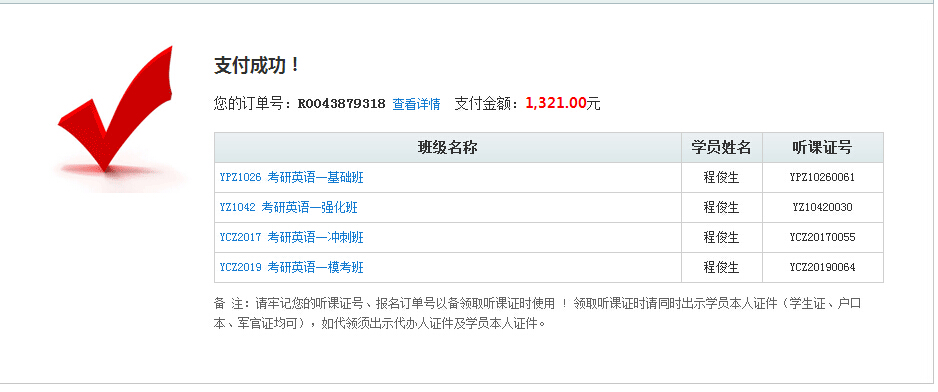 支付成功！
您的订单号：R0043879318 查看详情 支付金额：1,321.00元
班级名称 学员姓名 听课证号
YPZ1026 考研英语一基础班 程俊生 YPZ10260061
YZ1042 考研英语一强化班 程俊生 YZ10420030
YCZ2017 考研英语一冲刺班 程俊生 YCZ20170055
YCZ2019 考研英语一模考班 程俊生 YCZ20190064
备 注：请牢记您的听课证号、报名订单号以备领取听课证时使用 ！ 领取听课证时请同时出示学员本人证件（学生证、户口
本、军官证均可），如代领须出示代办人证件及学员本人证件。